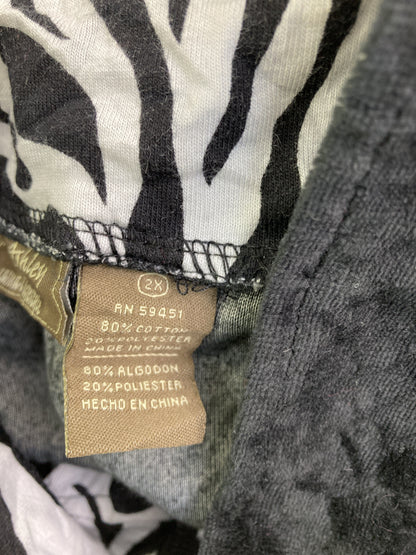 2X
RN 59451
80% COTTON
20% POLYESTER
MADE IN CHINA
80% ALGODON
20% POLIESTER
HECHO EN CHINA